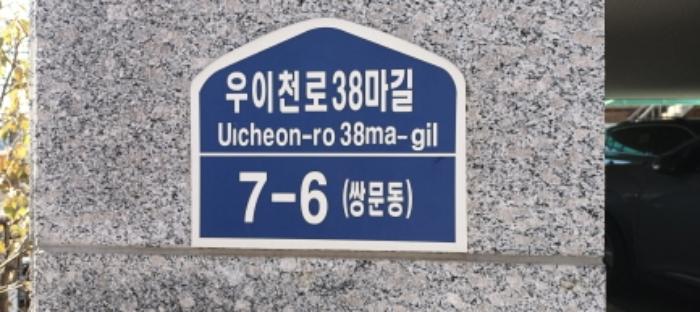 우이천로38마길
Uicheon-ro 38ma-gil
7-6 (쌍문동)